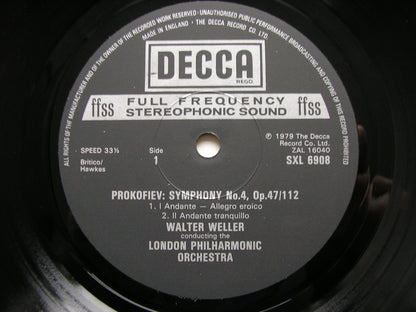 ALL RIGHTS OF THE MANUFACTURER AND OF THE OWNER OF THE RECORDED WORK RESERVED · UNAUTHORISED PUBLIC PERFORMANCE BROADCASTING AND COPYING OF THIS RECORD PROHIBITED
MADE IN ENGLAND · THE DECCA RECORD CO. LTD.
DECCA
REGD.
ffss FULL FREQUENCY ffss
STEREOPHONIC SOUND
SPEED 33⅓
Side
1
℗ 1979 The Decca
Record Co. Ltd.
ZAL 16040
SXL 6908
Britico/
Hawkes
PROKOFIEV: SYMPHONY No.4, Op.47/112
1. I Andante — Allegro eroico
2. II Andante tranquillo
WALTER WELLER
conducting the
LONDON PHILHARMONIC
ORCHESTRA